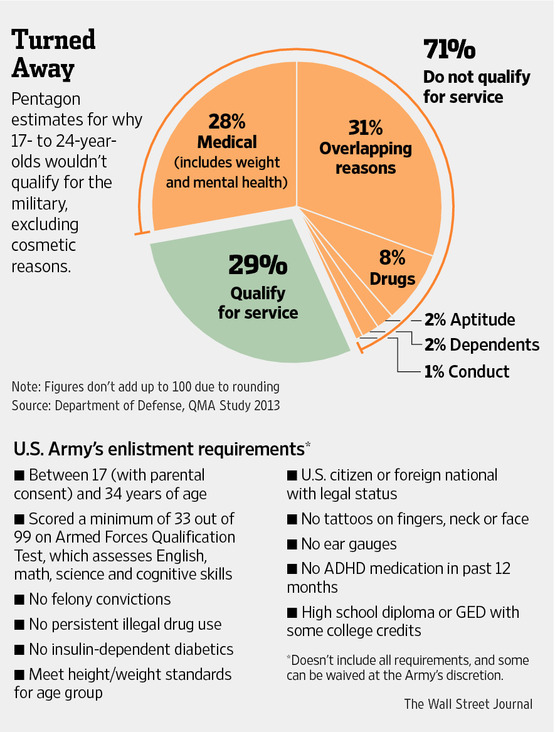 Turned
Away
Pentagon
estimates for why
17- to 24-year-
olds wouldn't
qualify for the
military,
excluding
cosmetic
reasons.
71%
Do not qualify
for service
28%
Medical
(includes weight
and mental health)
31%
Overlapping
reasons
8%
Drugs
29%
Qualify
for service
2% Aptitude
2% Dependents
1% Conduct
Note: Figures don't add up to 100 due to rounding
Source: Department of Defense, QMA Study 2013
U.S. Army's enlistment requirements*
■ Between 17 (with parental
consent) and 34 years of age
■ Scored a minimum of 33 out of
99 on Armed Forces Qualification
Test, which assesses English,
math, science and cognitive skills
■ No felony convictions
■ No persistent illegal drug use
■ No insulin-dependent diabetics
■ Meet height/weight standards
for age group
■ U.S. citizen or foreign national
with legal status
■ No tattoos on fingers, neck or face
■ No ear gauges
■ No ADHD medication in past 12
months
■ High school diploma or GED with
some college credits
*Doesn't include all requirements, and some
can be waived at the Army's discretion.
The Wall Street Journal